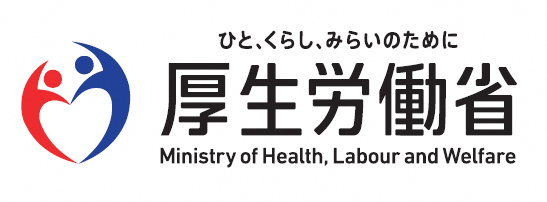 ひと、くらし、みらいのために
厚生労働省
Ministry of Health, Labour and Welfare